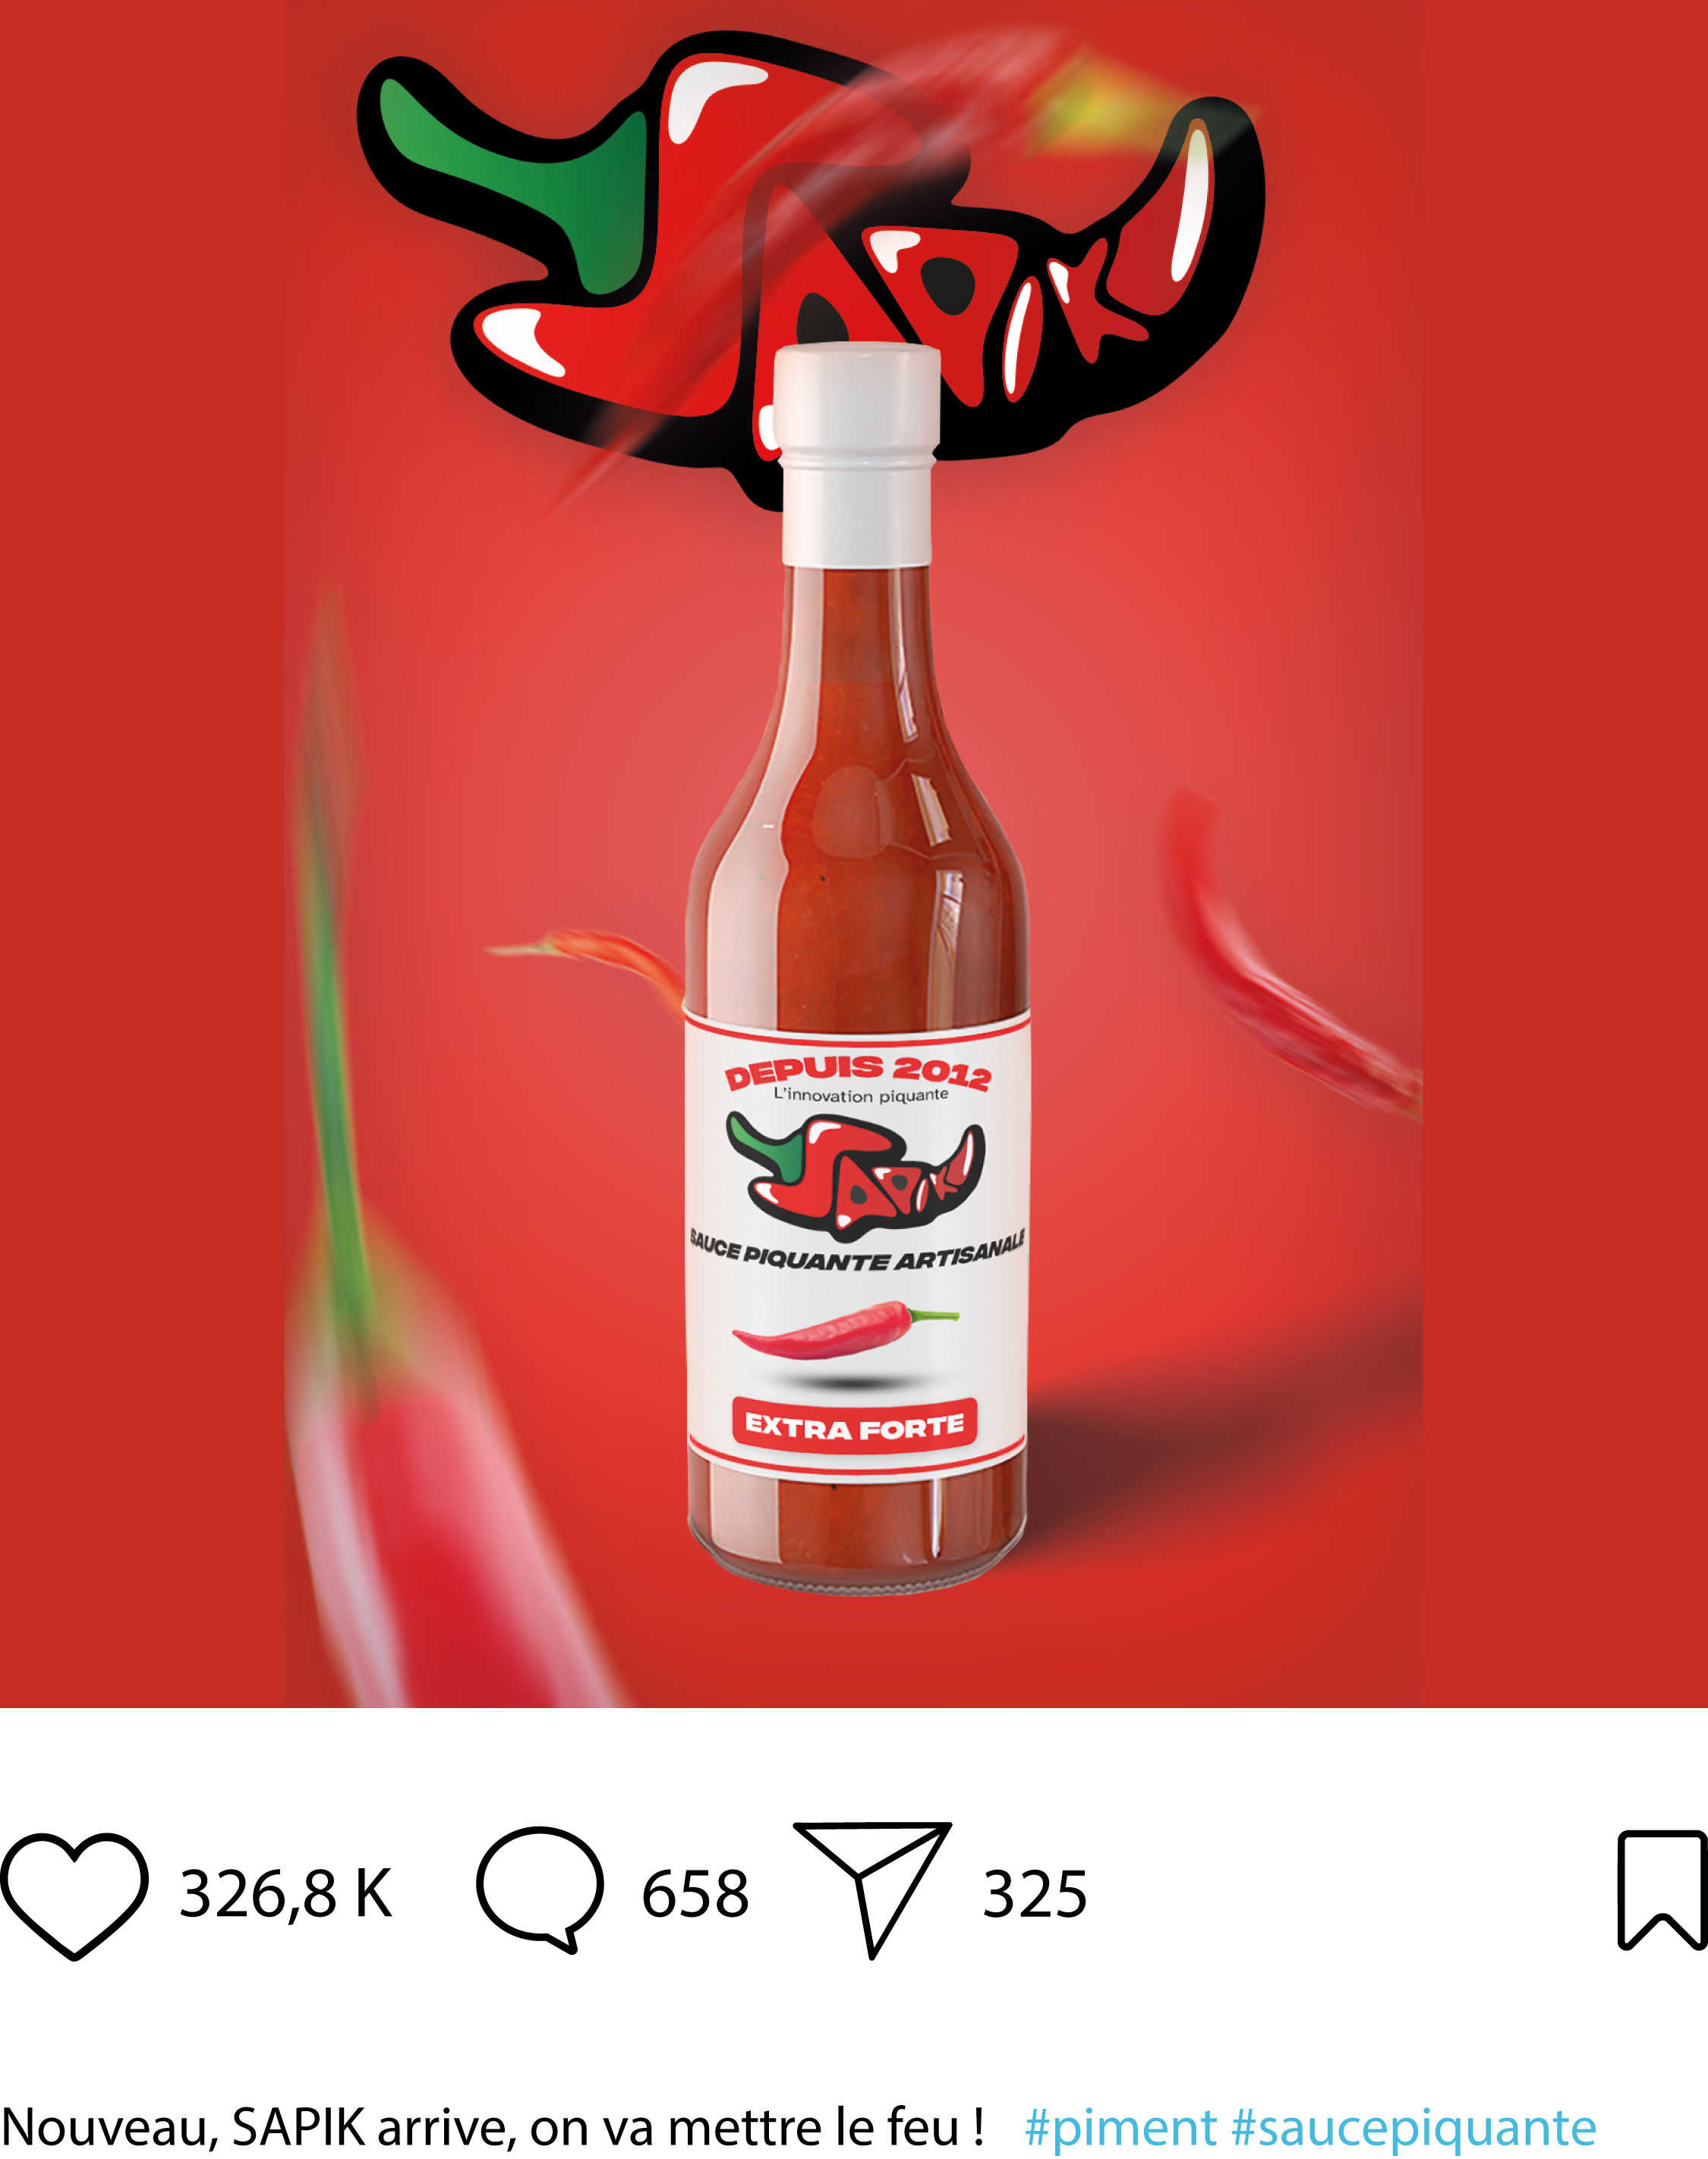 SAPIK
DEPUIS 2012
L'innovation piquante
SAPIK
SAUCE PIQUANTE ARTISANALE
EXTRA FORTE
326,8 K 658 325
Nouveau, SAPIK arrive, on va mettre le feu ! #piment #saucepiquante